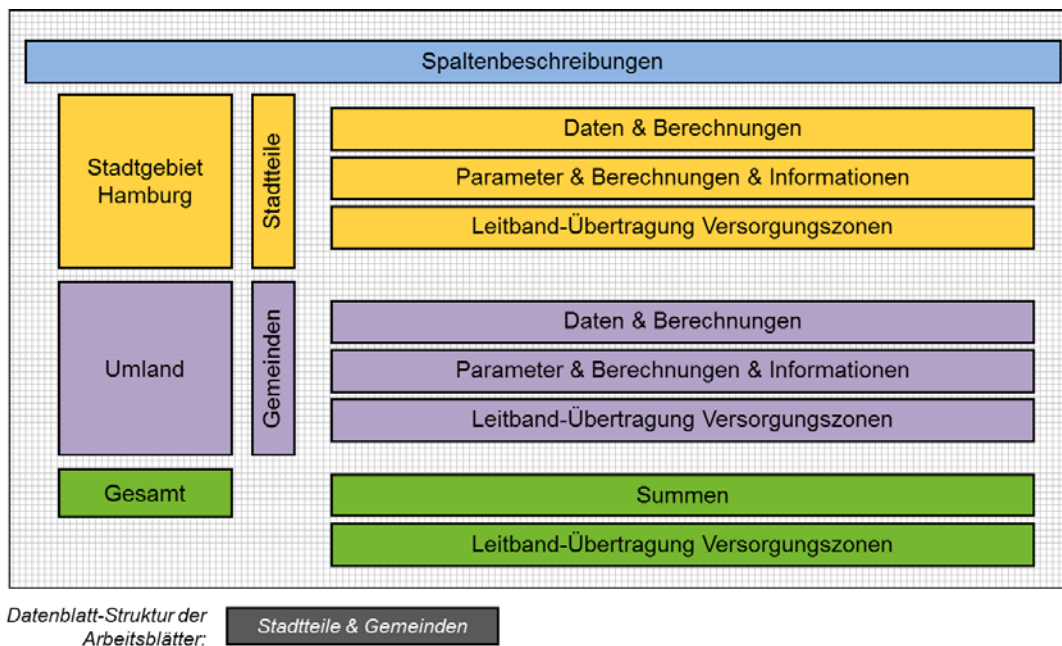 Spaltenbeschreibungen
Stadtgebiet
Hamburg
Stadtteile
Daten & Berechnungen
Parameter & Berechnungen & Informationen
Leitband-Übertragung Versorgungszonen
Umland
Gemeinden
Daten & Berechnungen
Parameter & Berechnungen & Informationen
Leitband-Übertragung Versorgungszonen
Gesamt
Summen
Leitband-Übertragung Versorgungszonen
Datenblatt-Struktur der
Arbeitsblätter:
Stadtteile & Gemeinden